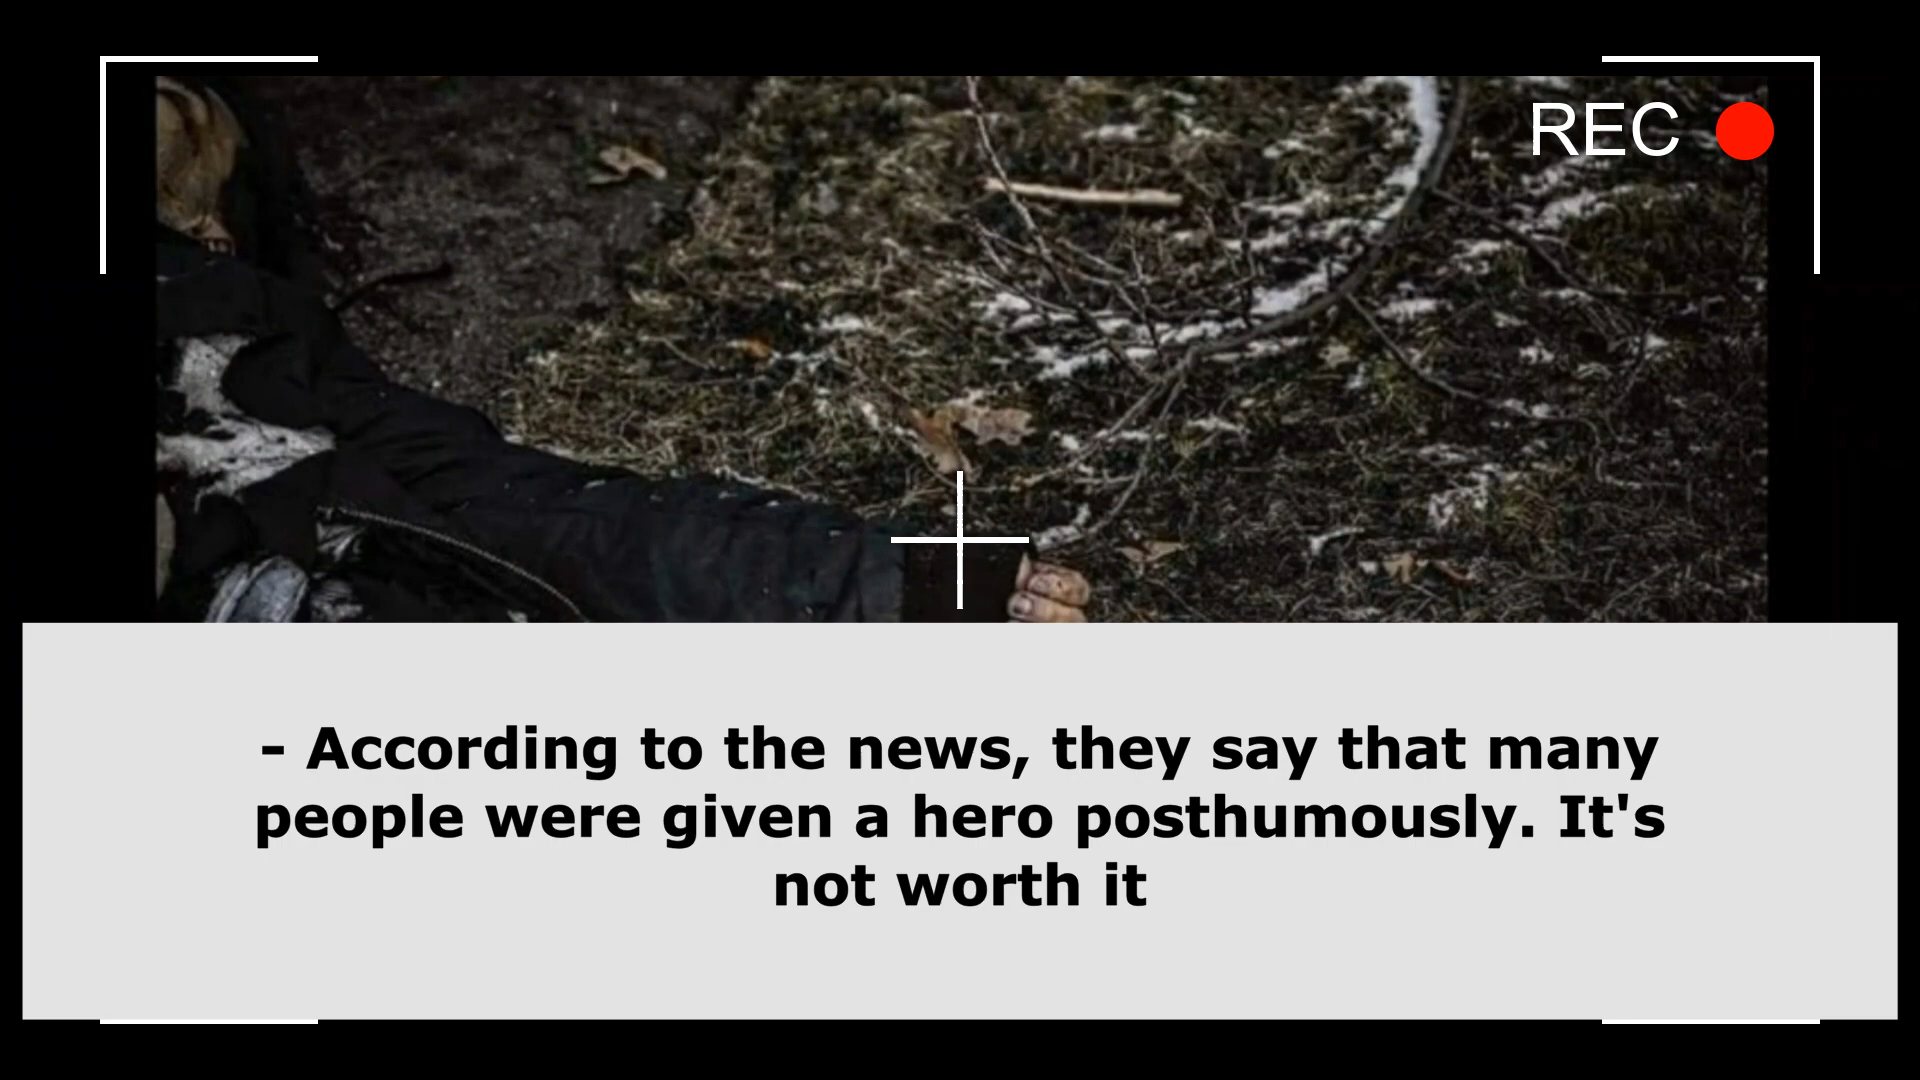 REC
- According to the news, they say that many
people were given a hero posthumously. It's
not worth it